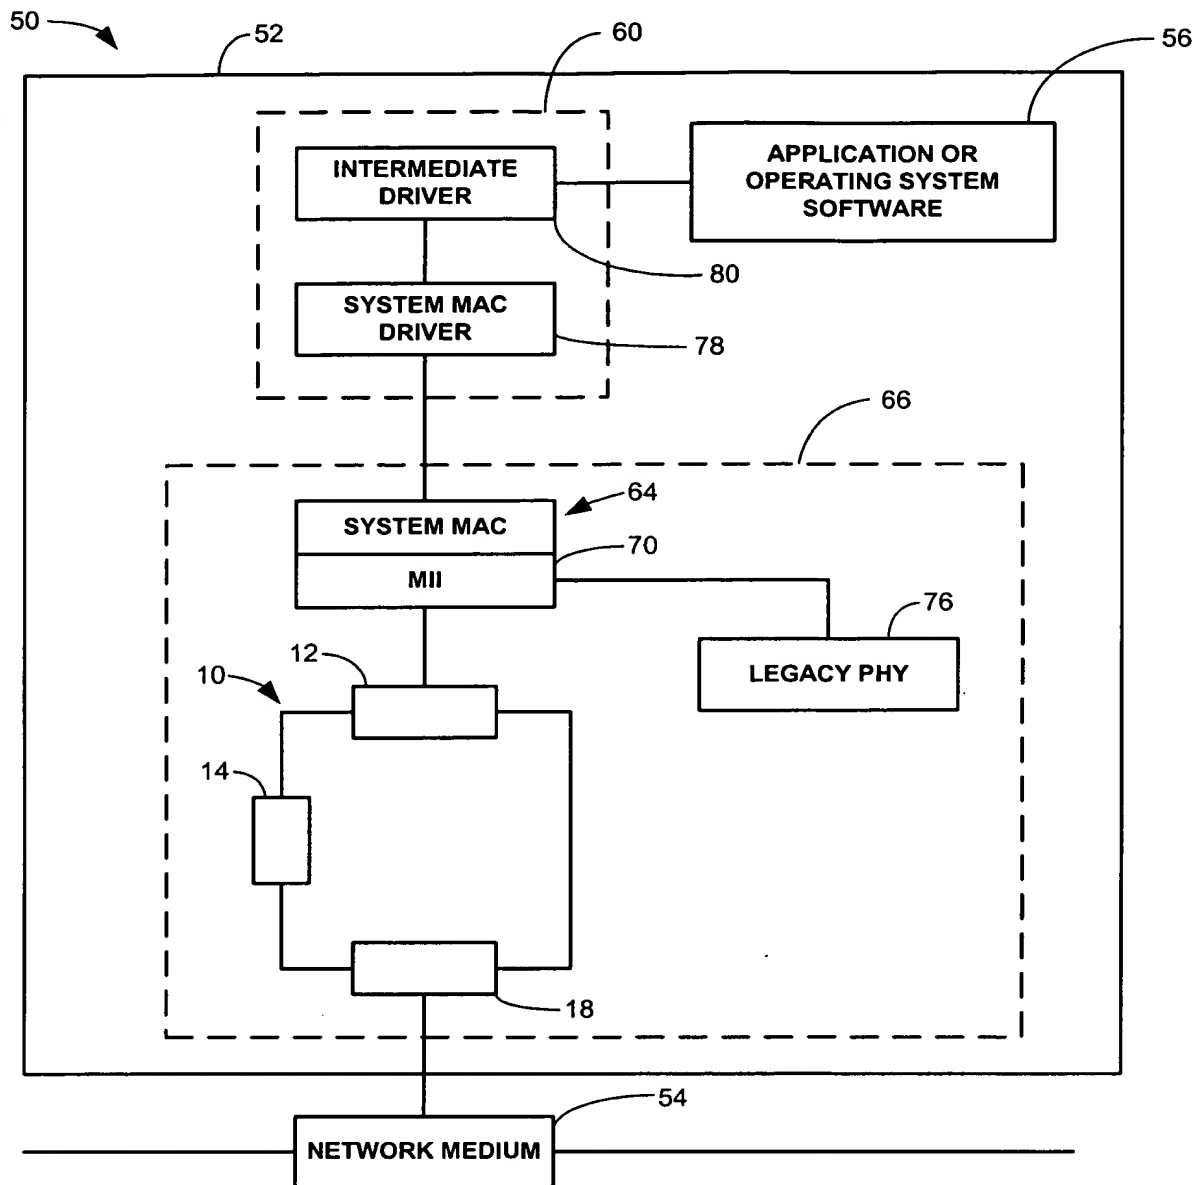 50
52
60
56
INTERMEDIATE
DRIVER
APPLICATION OR
OPERATING SYSTEM
SOFTWARE
80
SYSTEM MAC
DRIVER
78
66
64
SYSTEM MAC
70
MII
76
12
LEGACY PHY
10
14
18
54
NETWORK MEDIUM